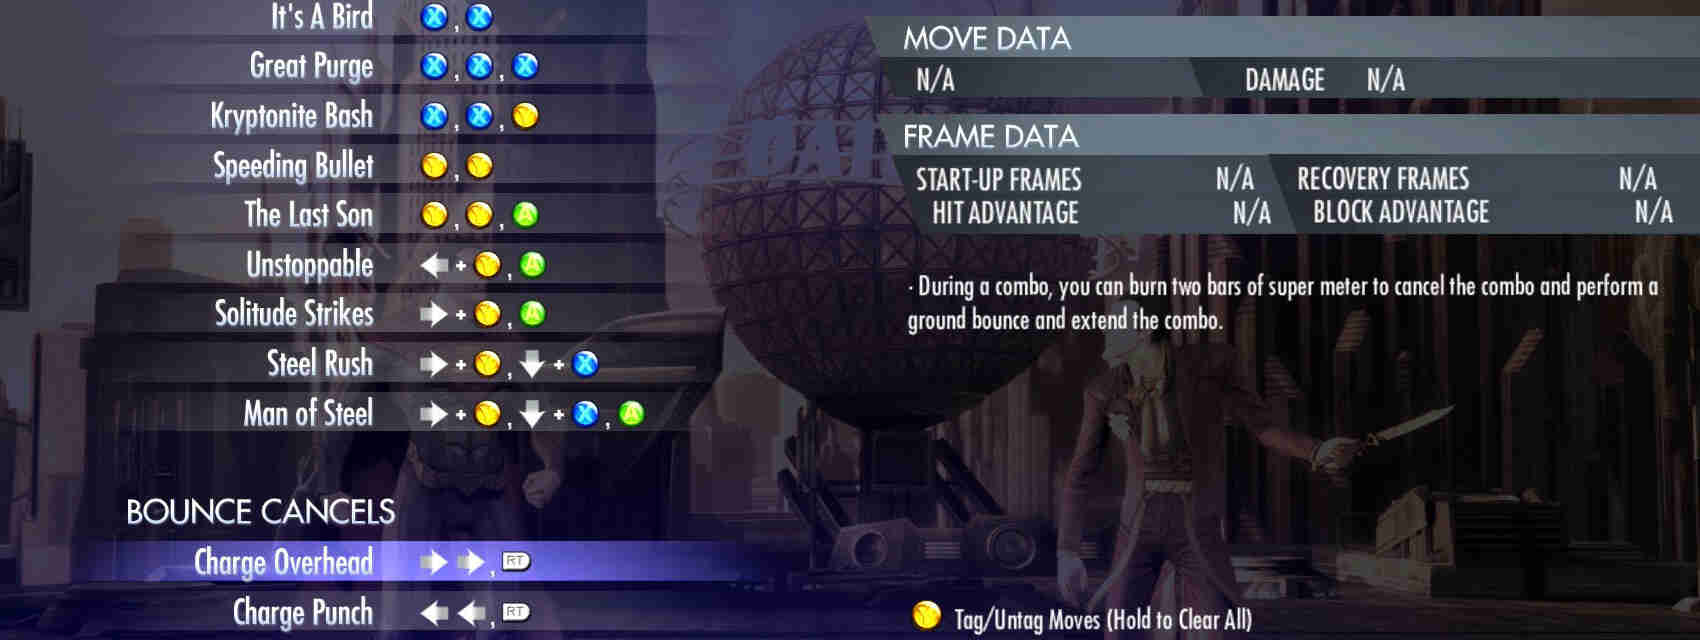 It's A Bird X , X
Great Purge X , X , X
Kryptonite Bash X , X , Y
Speeding Bullet Y , Y
The Last Son Y , Y , A
Unstoppable + Y , A
Solitude Strikes + Y , A
Steel Rush + Y , + X
Man of Steel + Y , + X , A
BOUNCE CANCELS
Charge Overhead , RT
Charge Punch , RT
MOVE DATA
N/A DAMAGE N/A
FRAME DATA
START-UP FRAMES N/A RECOVERY FRAMES N/A
HIT ADVANTAGE N/A BLOCK ADVANTAGE N/A
· During a combo, you can burn two bars of super meter to cancel the combo and perform a
ground bounce and extend the combo.
Y Tag/Untag Moves (Hold to Clear All)